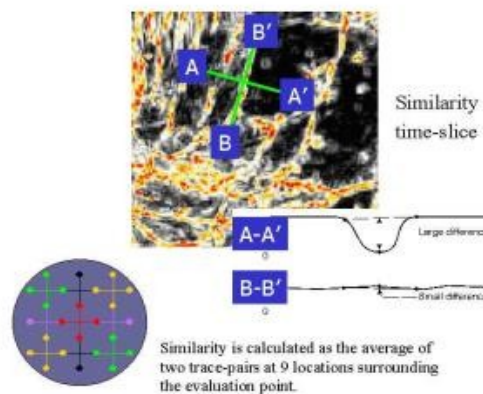 B'
A
A'
B
Similarity
time-slice
A-A'
Large difference
B-B'
Small difference
Similarity is calculated as the average of
two trace-pairs at 9 locations surrounding
the evaluation point.